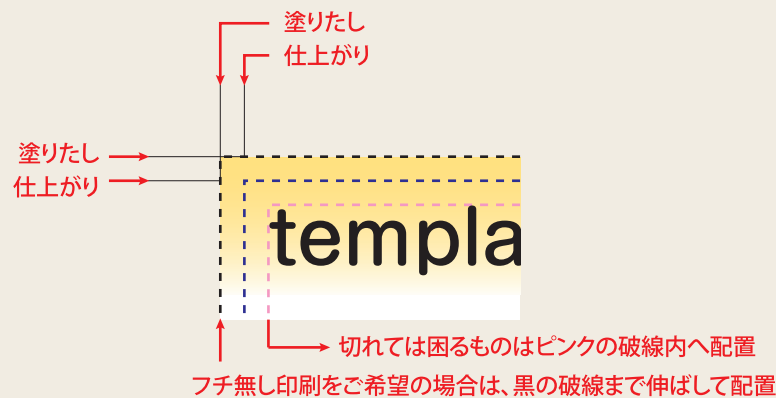 塗りたし
仕上がり
塗りたし
仕上がり
templa
切れては困るものはピンクの破線内へ配置
フチ無し印刷をご希望の場合は、黒の破線まで伸ばして配置